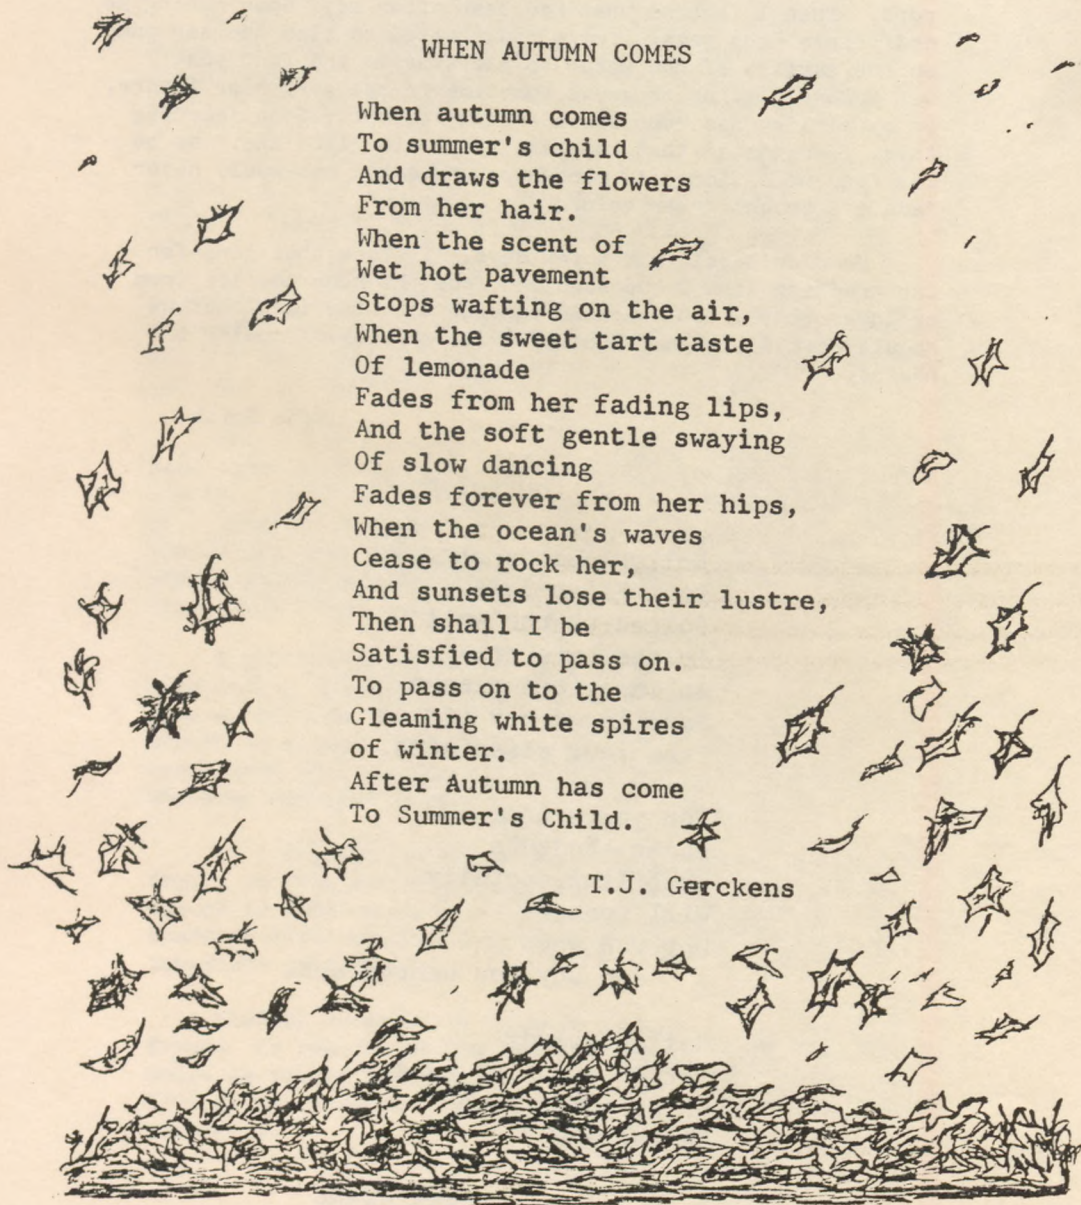 WHEN AUTUMN COMES
When autumn comes
To summer's child
And draws the flowers
From her hair.
When the scent of
Wet hot pavement
Stops wafting on the air,
When the sweet tart taste
Of lemonade
Fades from her fading lips,
And the soft gentle swaying
Of slow dancing
Fades forever from her hips,
When the ocean's waves
Cease to rock her,
And sunsets lose their lustre,
Then shall I be
Satisfied to pass on.
To pass on to the
Gleaming white spires
of winter.
After Autumn has come
To Summer's Child.
T.J. Gerckens